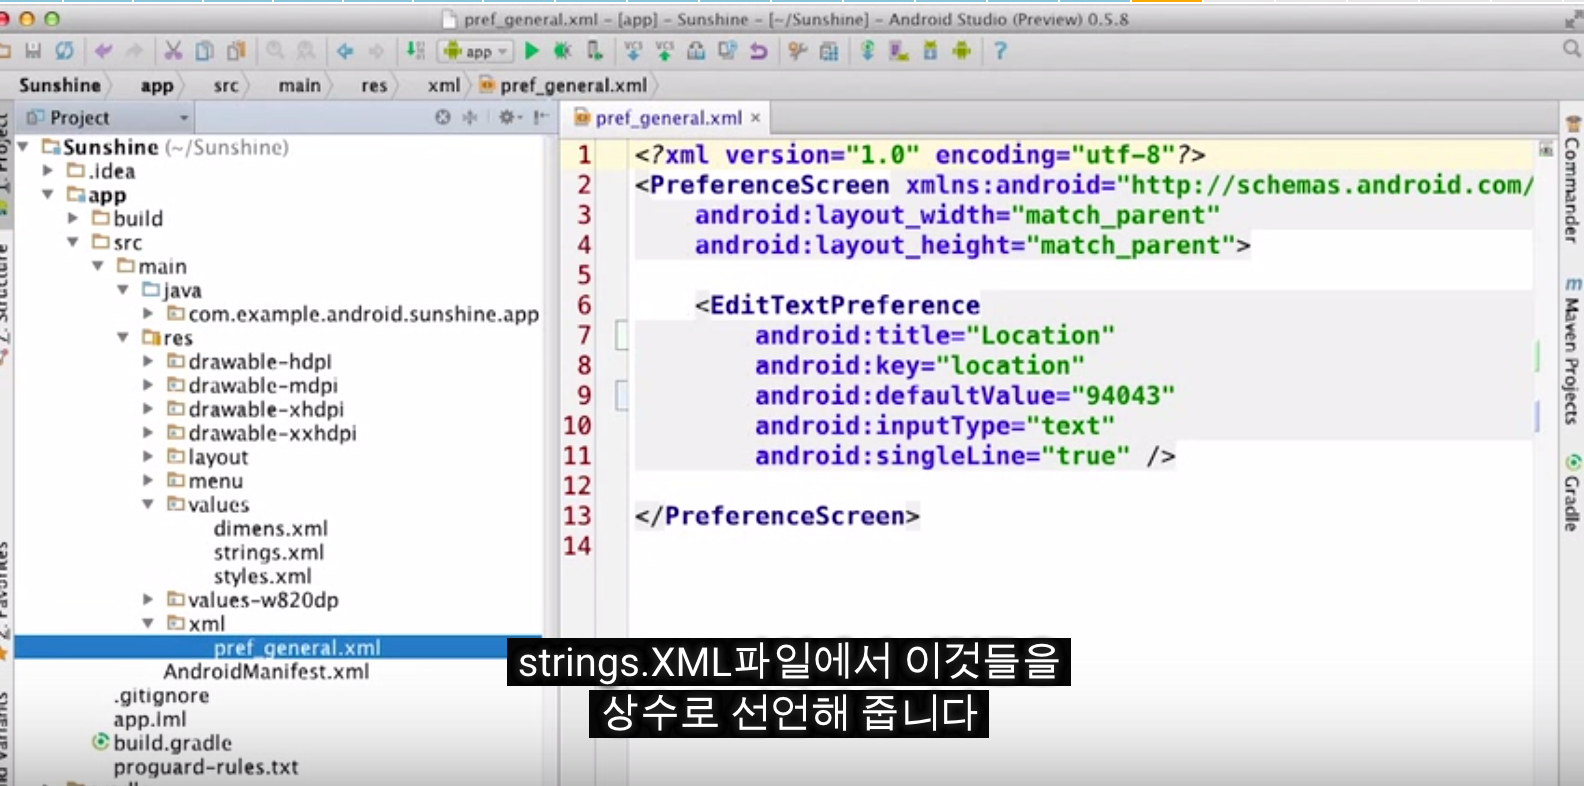 pref_general.xml – [app] – Sunshine – [~/Sunshine] – Android Studio (Preview) 0.5.8
app
Sunshine app src main res xml pref_general.xml
Project
pref_general.xml
Sunshine (~/Sunshine)
.idea
app
build
src
main
java
com.example.android.sunshine.app
res
drawable-hdpi
drawable-mdpi
drawable-xhdpi
drawable-xxhdpi
layout
menu
values
dimens.xml
strings.xml
styles.xml
values-w820dp
xml
pref_general.xml
AndroidManifest.xml
.gitignore
app.iml
build.gradle
proguard-rules.txt
1 <?xml version="1.0" encoding="utf-8"?>
2 <PreferenceScreen xmlns:android="http://schemas.android.com/
3 android:layout_width="match_parent"
4 android:layout_height="match_parent">
5
6 <EditTextPreference
7 android:title="Location"
8 android:key="location"
9 android:defaultValue="94043"
10 android:inputType="text"
11 android:singleLine="true" />
12
13 </PreferenceScreen>
14
Commander
Maven Projects
Gradle
strings.XML파일에서 이것들을
상수로 선언해 줍니다